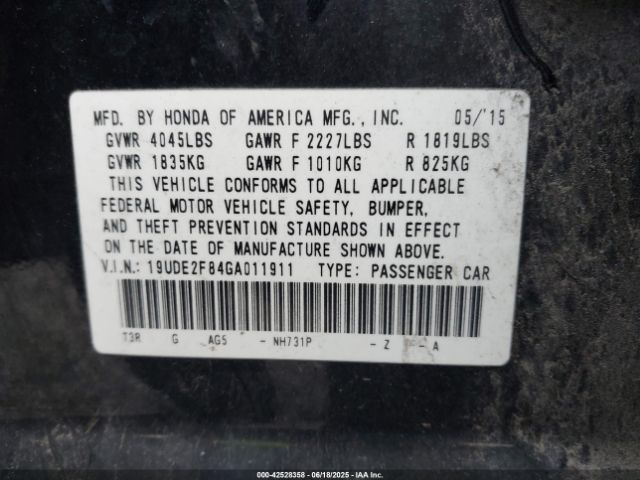 MFD. BY HONDA OF AMERICA MFG., INC. 05/'15
GVWR 4045LBS GAWR F 2227LBS R 1819LBS
GVWR 1835KG GAWR F 1010KG R 825KG
THIS VEHICLE CONFORMS TO ALL APPLICABLE
FEDERAL MOTOR VEHICLE SAFETY, BUMPER,
AND THEFT PREVENTION STANDARDS IN EFFECT
ON THE DATE OF MANUFACTURE SHOWN ABOVE.
V.I.N.: 19UDE2F84GA011911 TYPE: PASSENGER CAR
T3R G AG5 - NH731P - Z - A
000-42528358 - 06/18/2025 - IAA Inc.